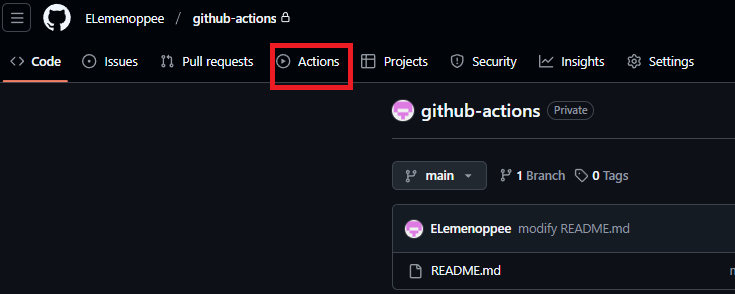 ELemenoppee / github-actions
Code Issues Pull requests Actions Projects Security Insights Settings
github-actions Private
main 1 Branch 0 Tags
ELemenoppee modify README.md
README.md